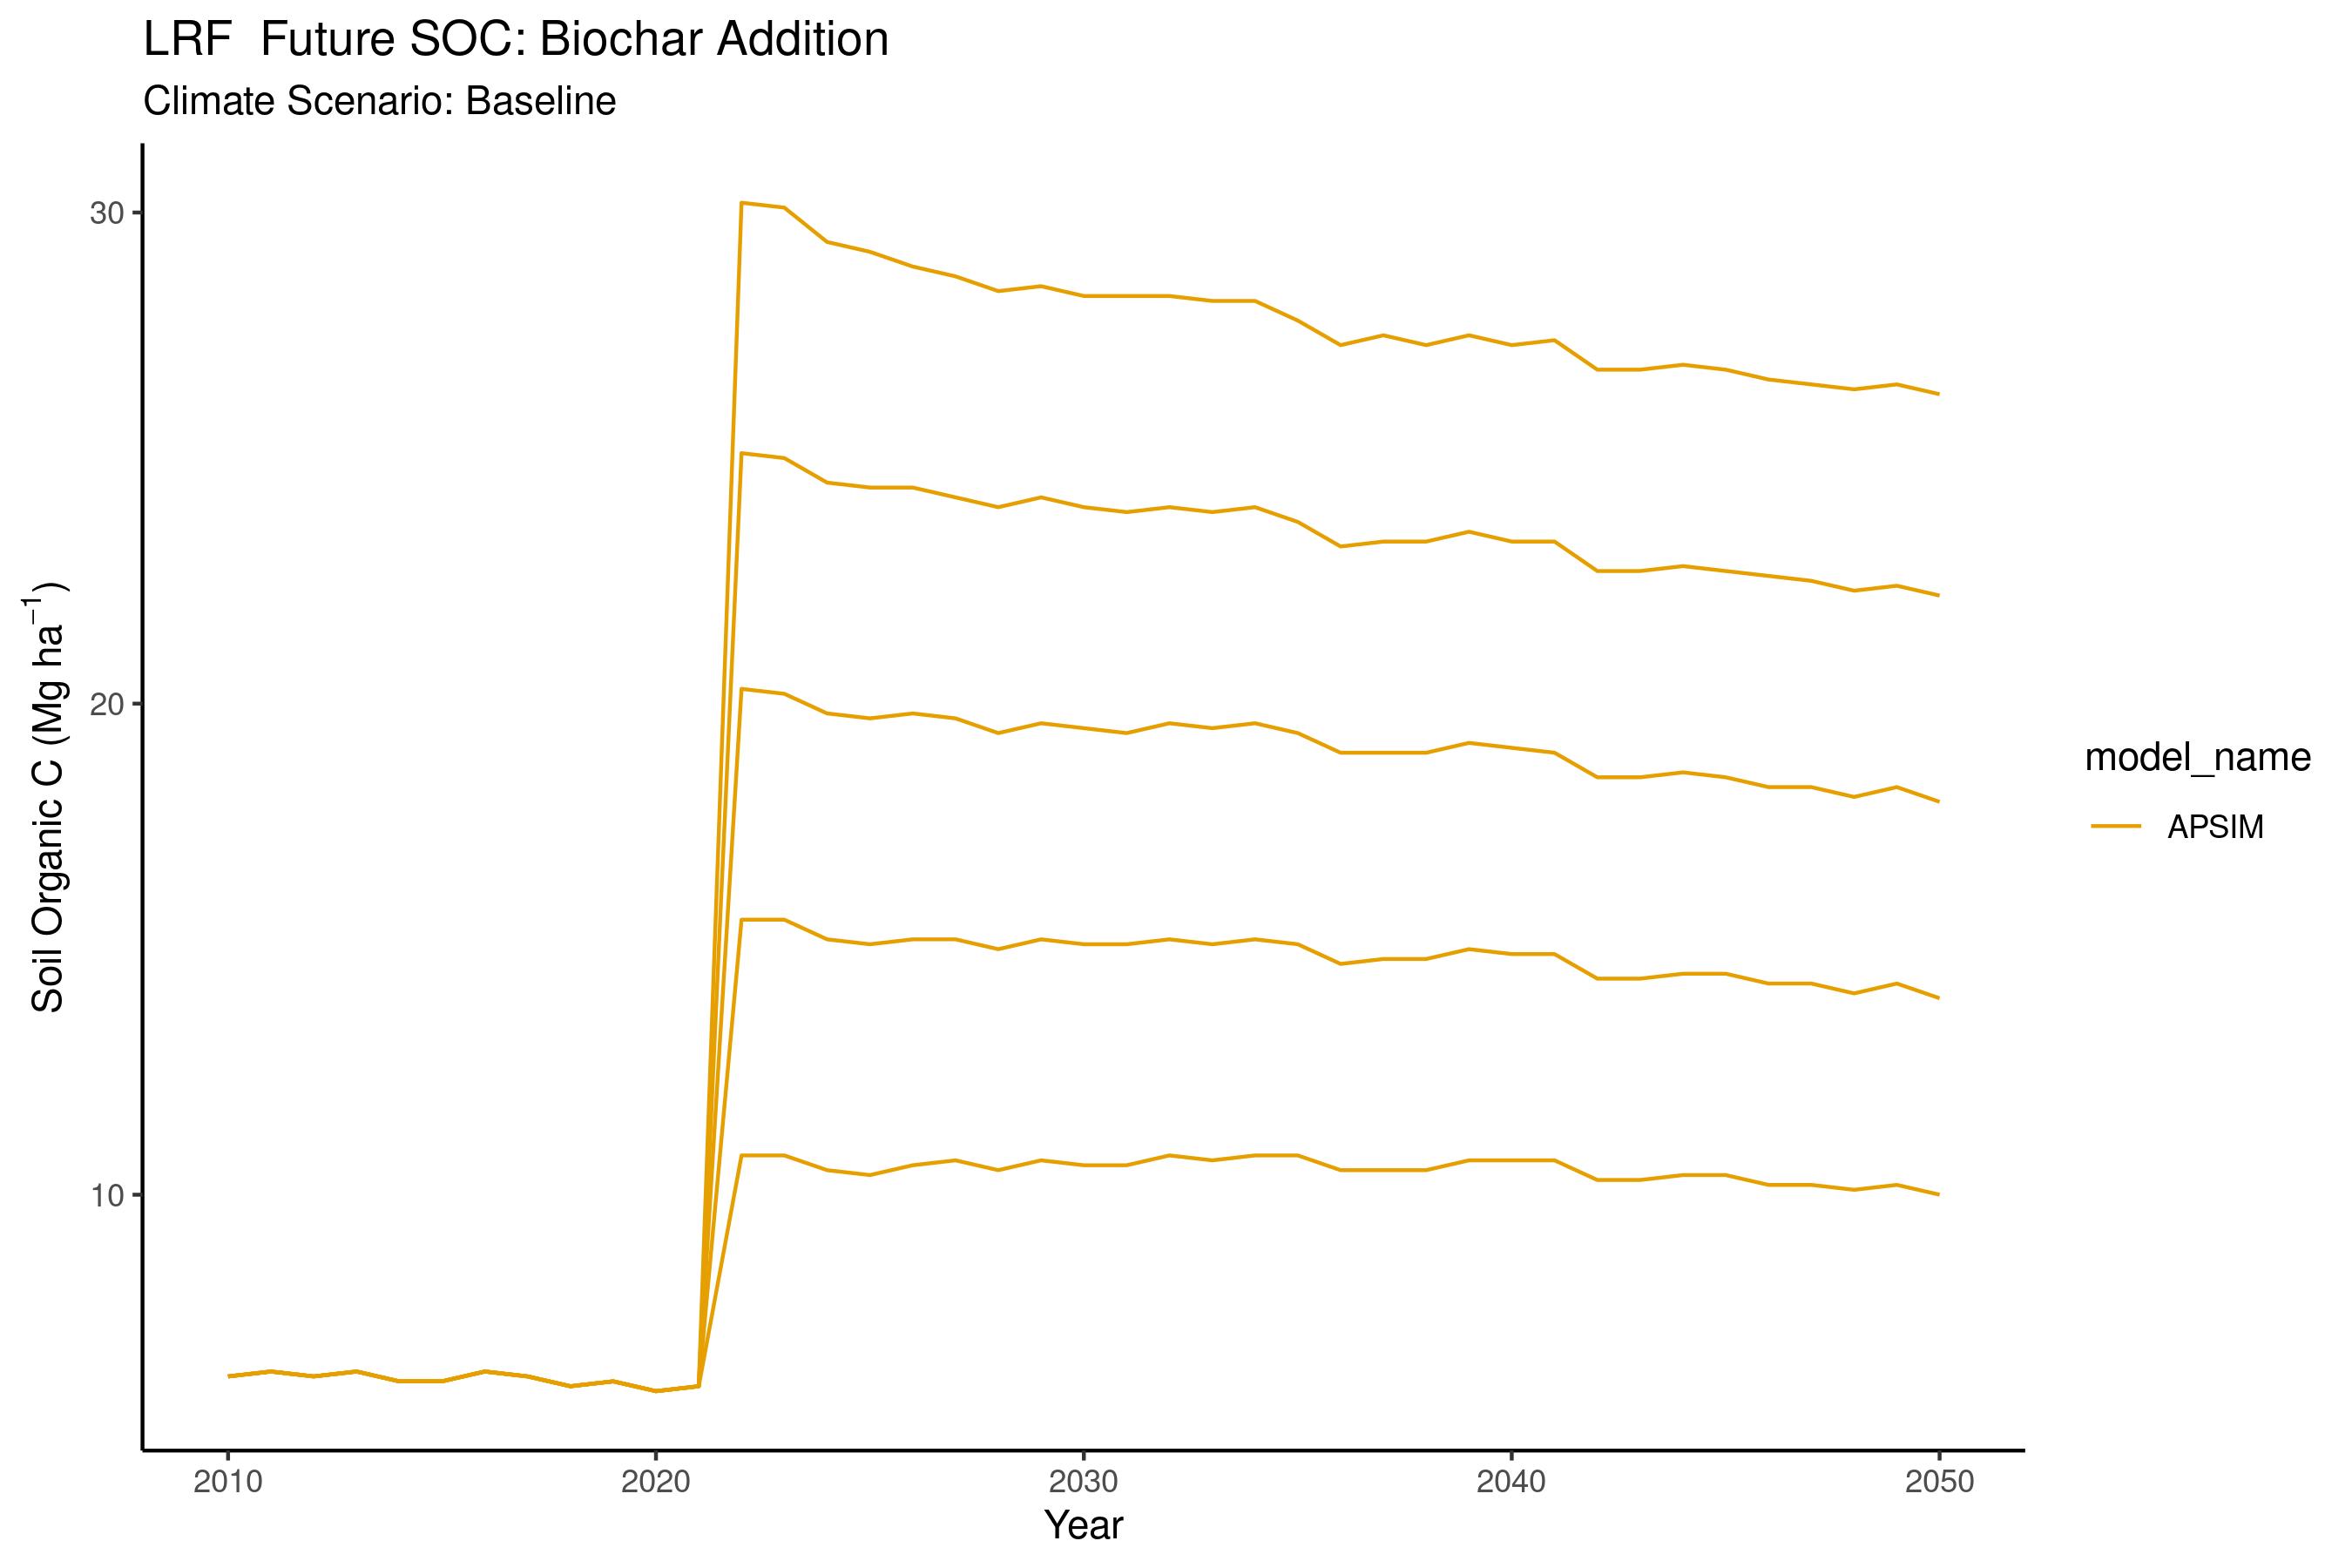 LRF  Future SOC: Biochar Addition
Climate Scenario: Baseline
Soil Organic C (Mg ha⁻¹)
30
20
10
2010
2020
2030
2040
2050
Year
model_name
APSIM